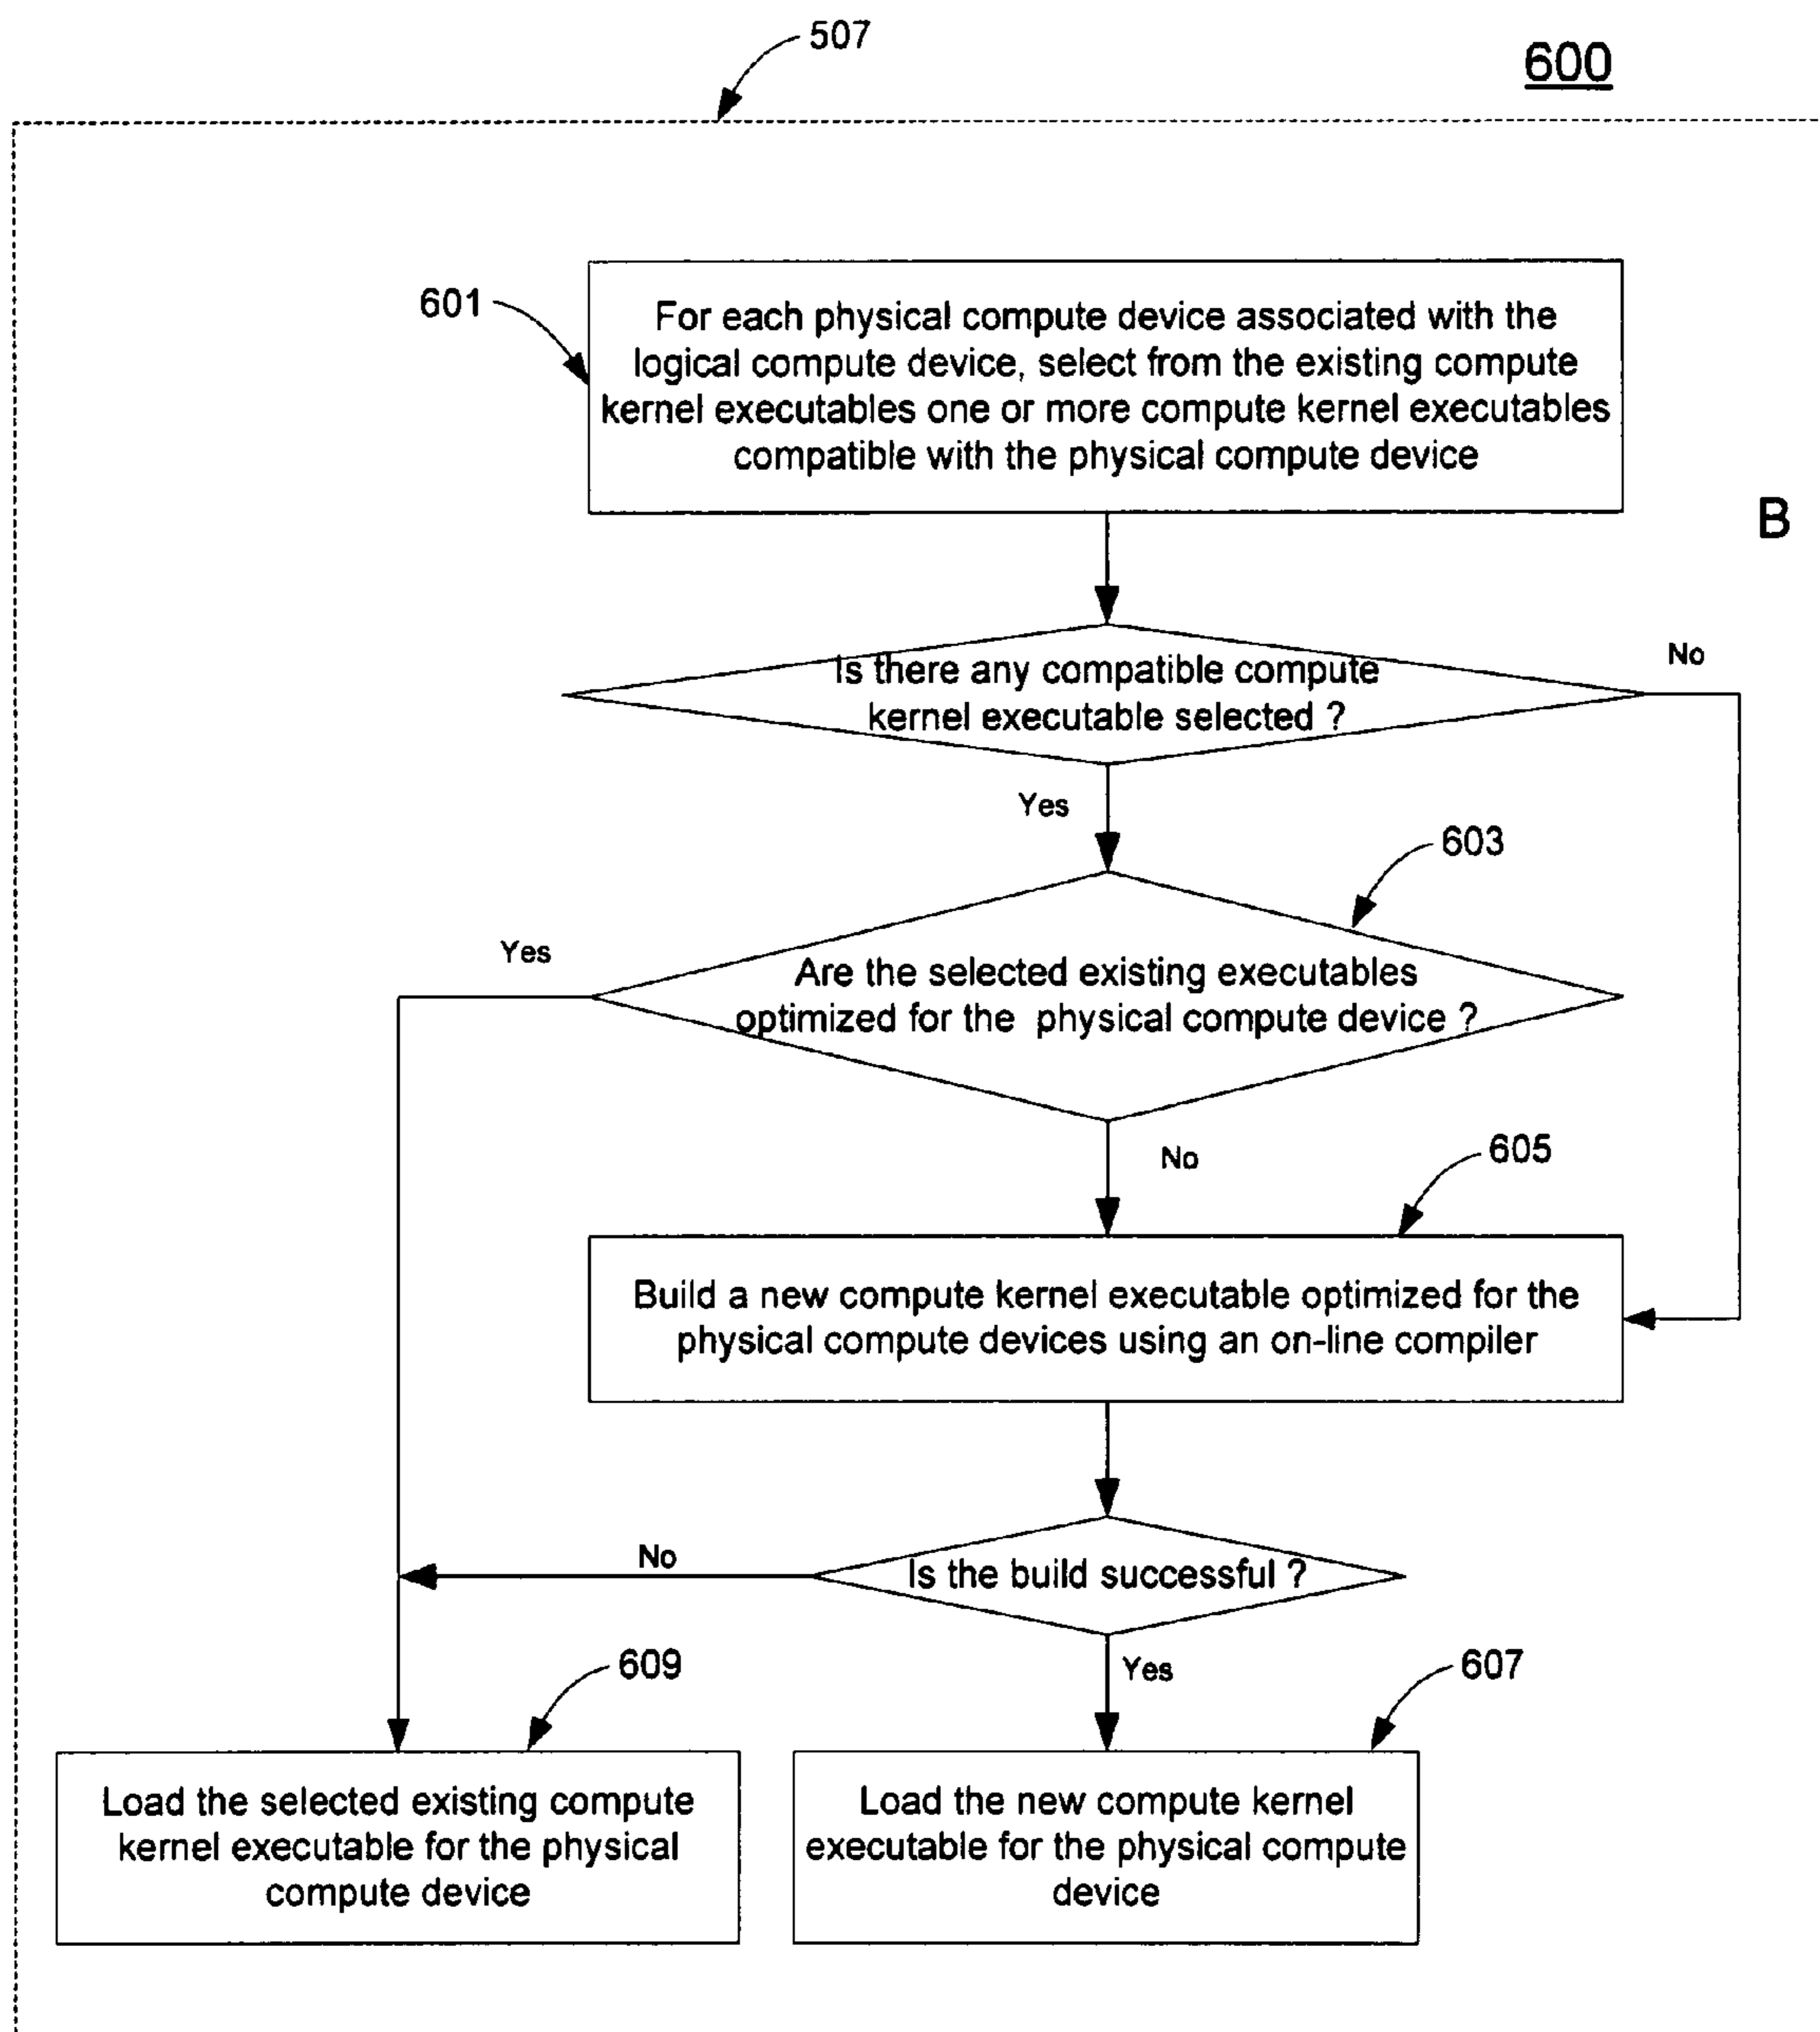 507
600
601
For each physical compute device associated with the
logical compute device, select from the existing compute
kernel executables one or more compute kernel executables
compatible with the physical compute device
B
Is there any compatible compute
kernel executable selected ?
No
Yes
603
Yes
Are the selected existing executables
optimized for the physical compute device ?
No
605
Build a new compute kernel executable optimized for the
physical compute devices using an on-line compiler
No
Is the build successful ?
Yes
609
607
Load the selected existing compute
kernel executable for the physical
compute device
Load the new compute kernel
executable for the physical compute
device